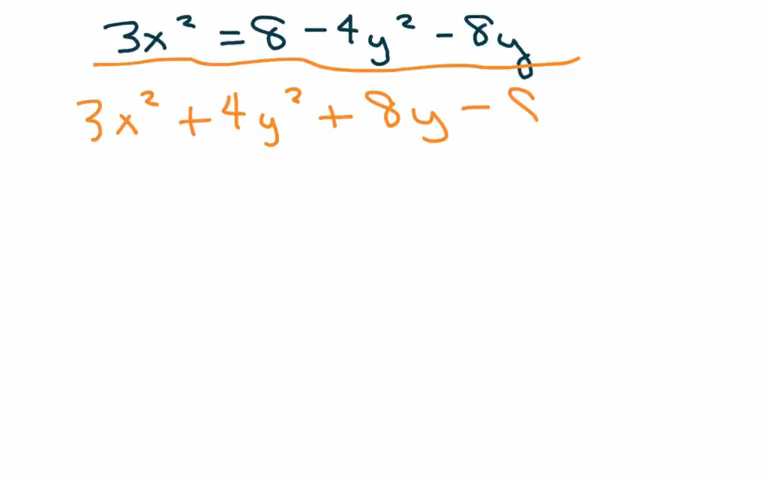 3x² = 8 - 4y² - 8y
3x² + 4y² + 8y -